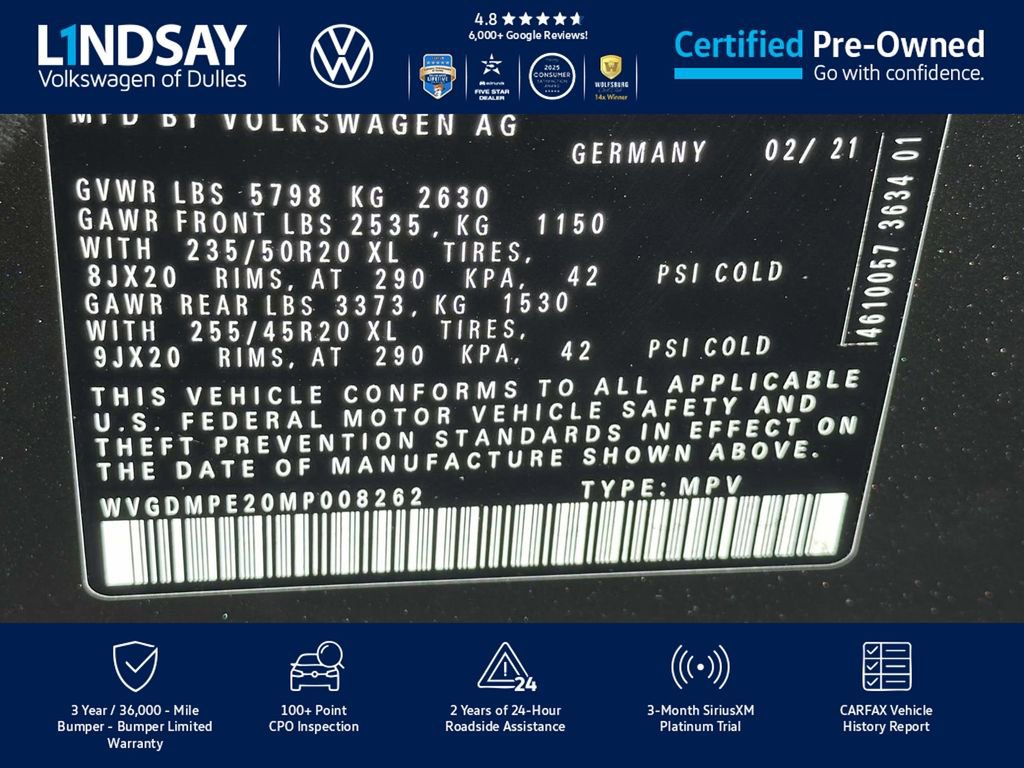 L1NDSAY
Volkswagen of Dulles
4.8
6,000+ Google Reviews!
FIVE STAR
DEALER
2025
CONSUMER
SATISFACTION
AWARD
WOLFSBURG
14x Winner
Certified Pre-Owned
Go with confidence.
MFD BY VOLKSWAGEN AG
GERMANY 02/ 21
GVWR LBS 5798 KG 2630
GAWR FRONT LBS 2535, KG 1150
WITH 235/50R20 XL TIRES,
8JX20 RIMS, AT 290 KPA, 42 PSI COLD
GAWR REAR LBS 3373, KG 1530
WITH 255/45R20 XL TIRES,
9JX20 RIMS, AT 290 KPA, 42 PSI COLD
4610057 3634 01
THIS VEHICLE CONFORMS TO ALL APPLICABLE
U.S. FEDERAL MOTOR VEHICLE SAFETY AND
THEFT PREVENTION STANDARDS IN EFFECT ON
THE DATE OF MANUFACTURE SHOWN ABOVE.
WVGDMPE20MP008262 TYPE: MPV
24
3 Year / 36,000 - Mile
Bumper - Bumper Limited
Warranty
100+ Point
CPO Inspection
2 Years of 24-Hour
Roadside Assistance
3-Month SiriusXM
Platinum Trial
CARFAX Vehicle
History Report